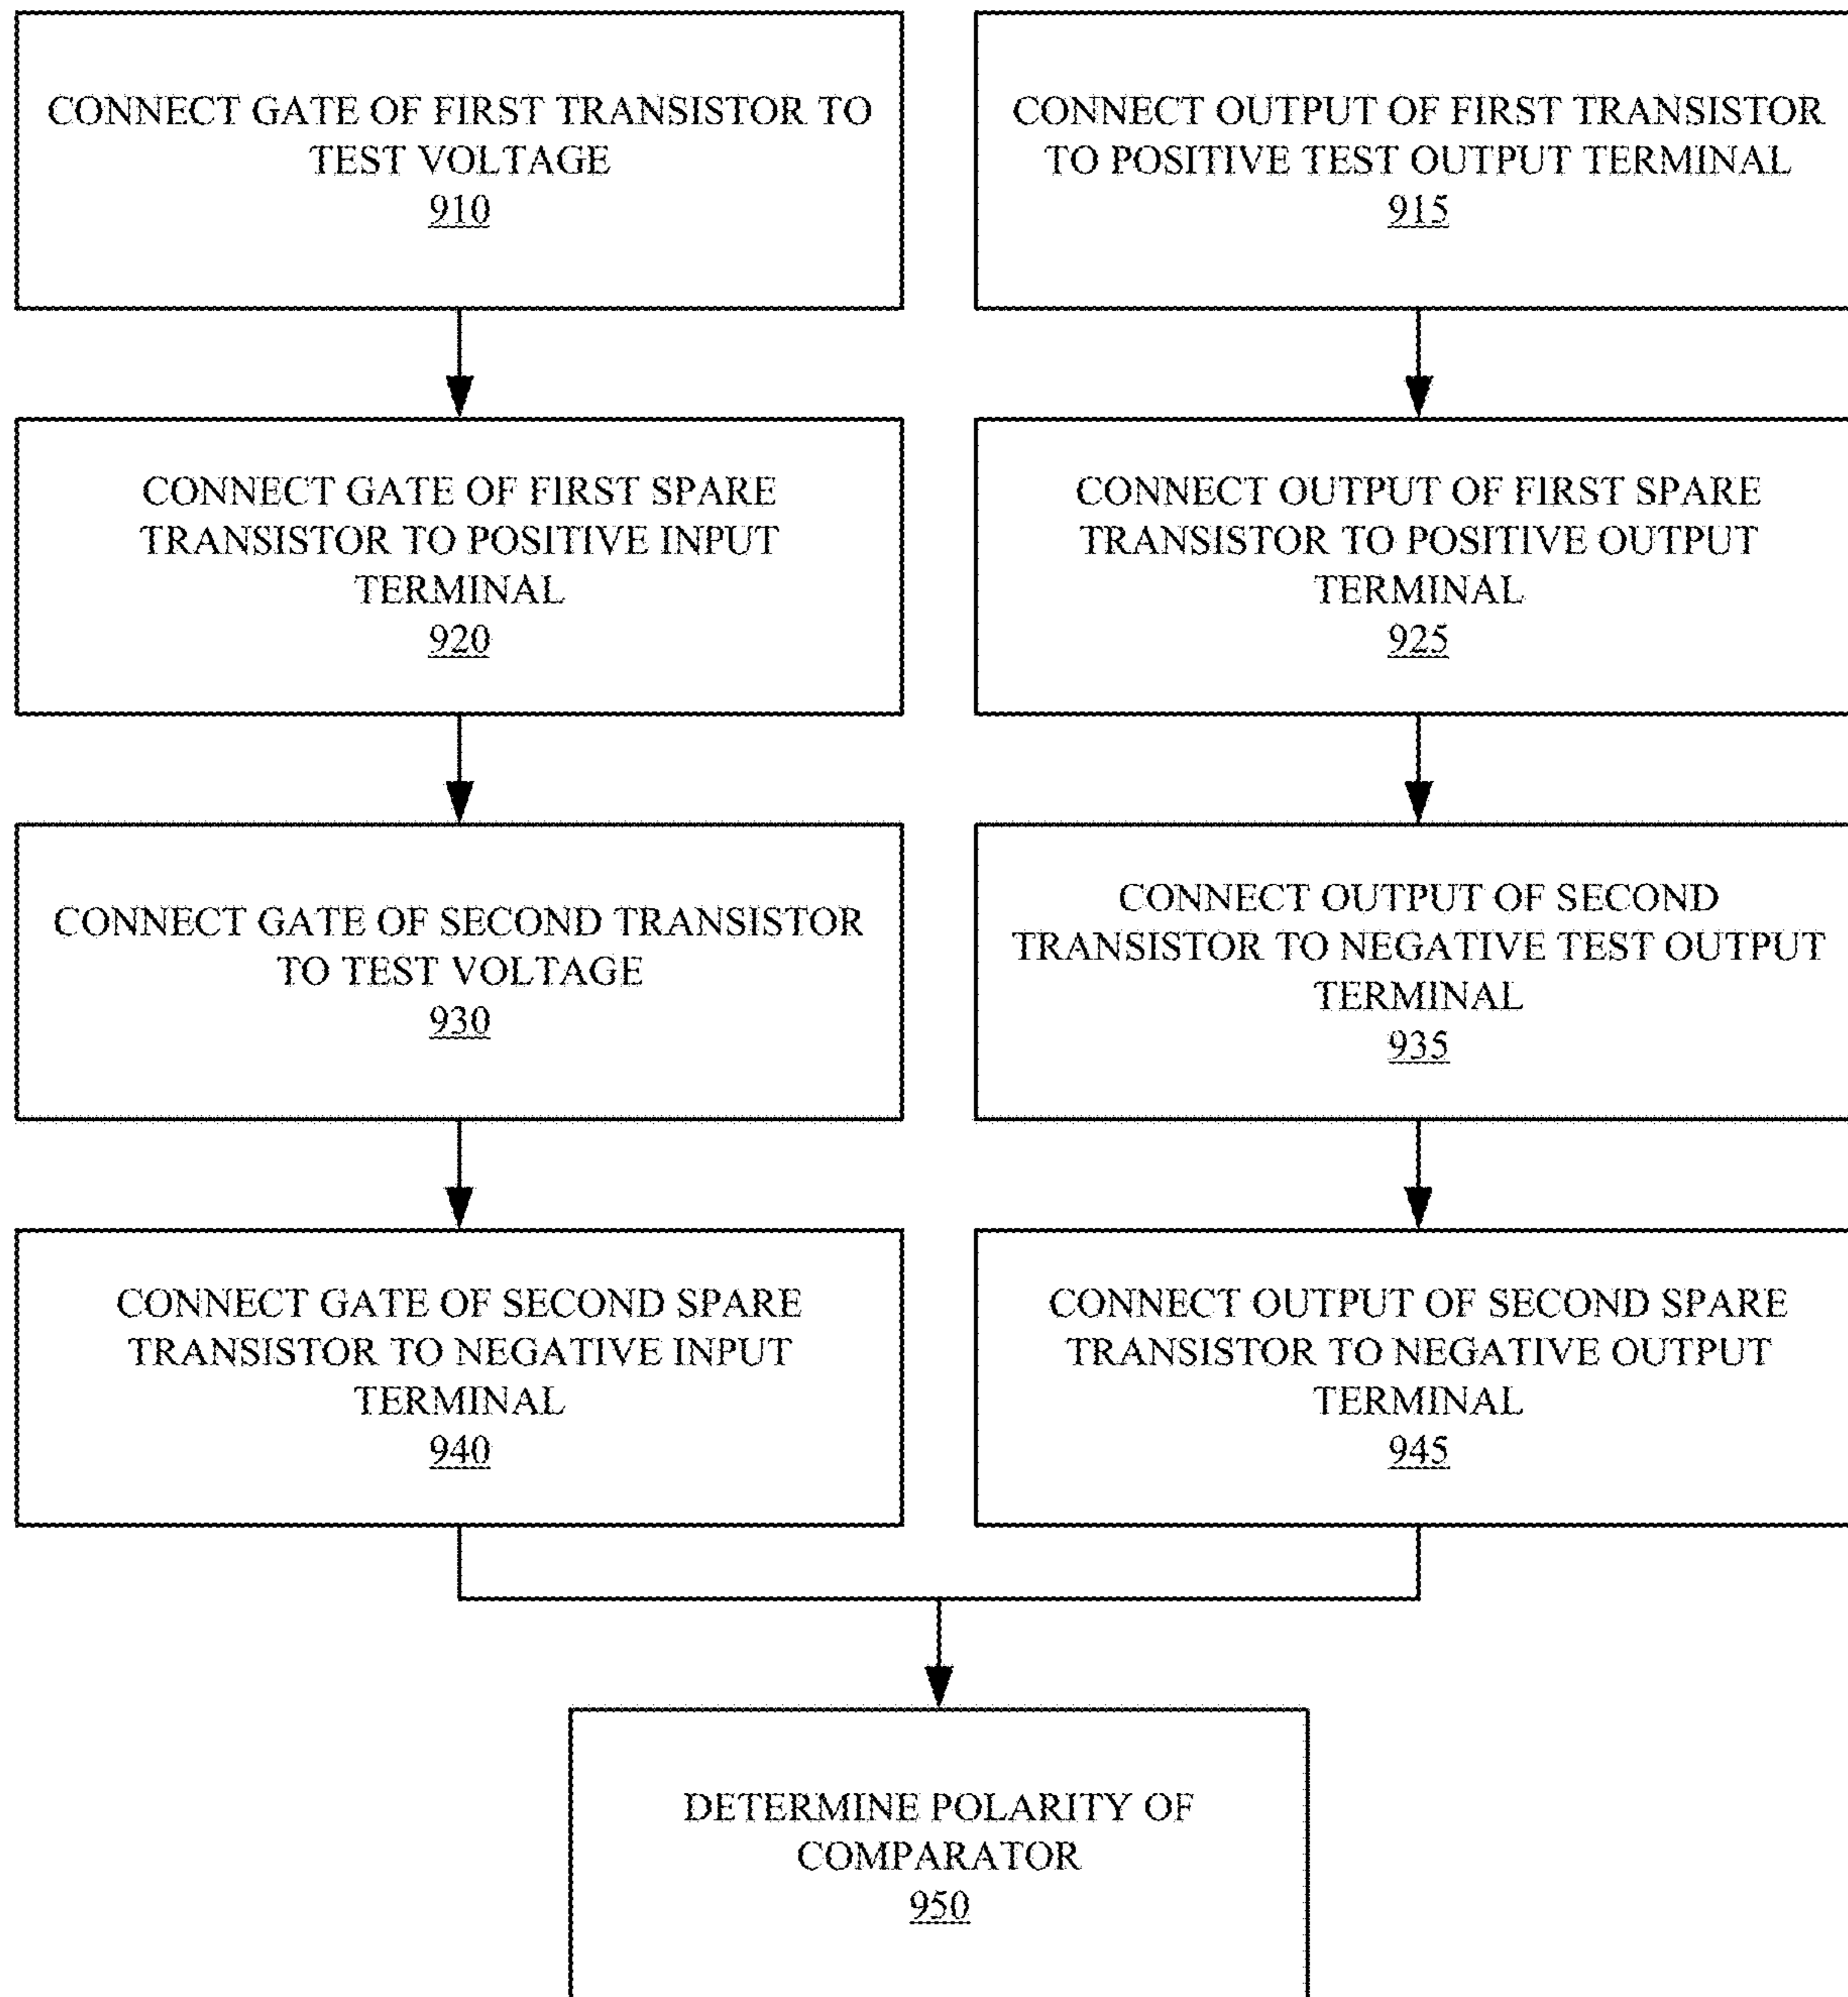 CONNECT GATE OF FIRST TRANSISTOR TO
TEST VOLTAGE
910
CONNECT OUTPUT OF FIRST TRANSISTOR
TO POSITIVE TEST OUTPUT TERMINAL
915
CONNECT GATE OF FIRST SPARE
TRANSISTOR TO POSITIVE INPUT
TERMINAL
920
CONNECT OUTPUT OF FIRST SPARE
TRANSISTOR TO POSITIVE OUTPUT
TERMINAL
925
CONNECT GATE OF SECOND TRANSISTOR
TO TEST VOLTAGE
930
CONNECT OUTPUT OF SECOND
TRANSISTOR TO NEGATIVE TEST OUTPUT
TERMINAL
935
CONNECT GATE OF SECOND SPARE
TRANSISTOR TO NEGATIVE INPUT
TERMINAL
940
CONNECT OUTPUT OF SECOND SPARE
TRANSISTOR TO NEGATIVE OUTPUT
TERMINAL
945
DETERMINE POLARITY OF
COMPARATOR
950